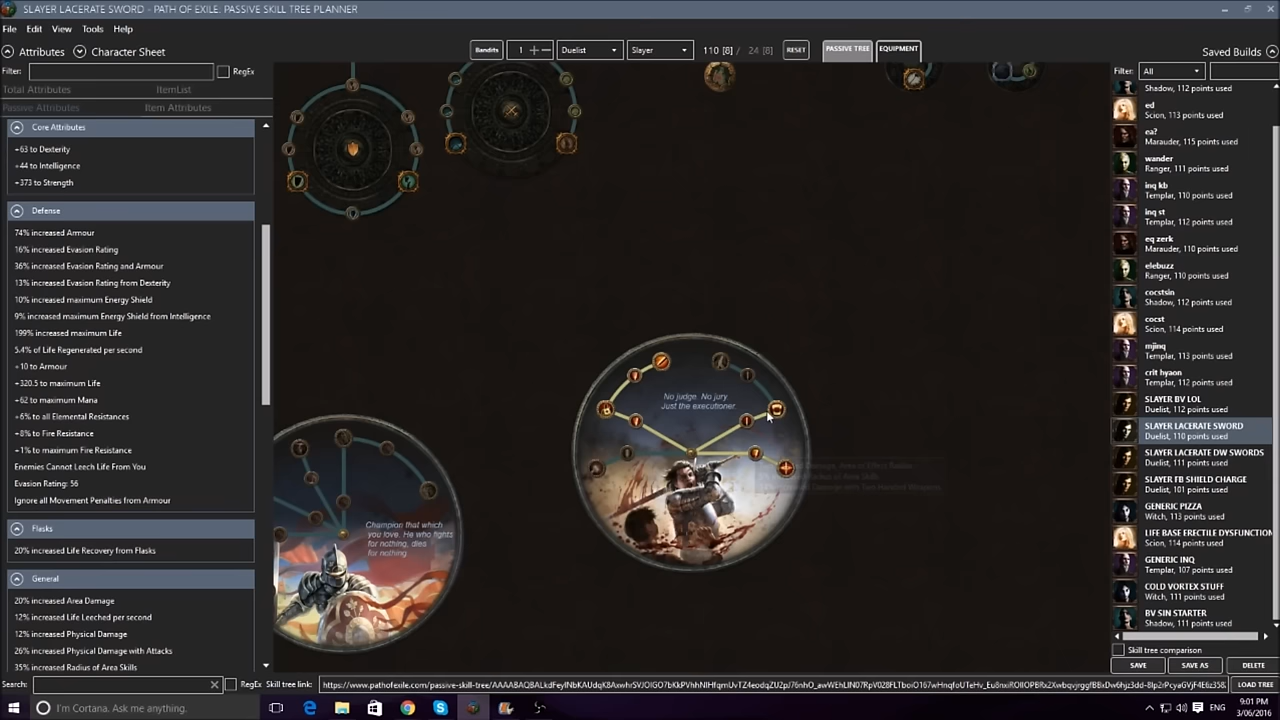 SLAYER LACERATE SWORD - PATH OF EXILE: PASSIVE SKILL TREE PLANNER
File Edit View Tools Help
Attributes Character Sheet
Bandits 1 Duelist Slayer 110 [8] / 24 [8] RESET PASSIVE TREE EQUIPMENT
Saved Builds
Filter: RegEx
Total Attributes ItemList
Passive Attributes Item Attributes
Core Attributes
+63 to Dexterity
+44 to Intelligence
+373 to Strength
Defense
74% increased Armour
16% increased Evasion Rating
36% increased Evasion Rating and Armour
13% increased Evasion Rating from Dexterity
10% increased maximum Energy Shield
9% increased maximum Energy Shield from Intelligence
199% increased maximum Life
5.4% of Life Regenerated per second
+10 to Armour
+320.5 to maximum Life
+62 to maximum Mana
+6% to all Elemental Resistances
+8% to Fire Resistance
+1% to maximum Fire Resistance
Enemies Cannot Leech Life From You
Evasion Rating: 56
Ignore all Movement Penalties from Armour
Flasks
20% increased Life Recovery from Flasks
General
20% increased Area Damage
12% increased Life Leeched per second
12% increased Physical Damage
26% increased Physical Damage with Attacks
35% increased Radius of Area Skills
No judge. No jury.
Just the executioner.
Champion that which
you love. He who fights
for nothing, dies
for nothing
Filter: All
Shadow, 112 points used
ed
Scion, 113 points used
ea?
Marauder, 115 points used
wander
Ranger, 111 points used
inq kb
Templar, 110 points used
inq st
Templar, 112 points used
eq zerk
Marauder, 110 points used
elebuzz
Ranger, 110 points used
cocstsin
Shadow, 112 points used
cocst
Scion, 114 points used
mjinq
Templar, 113 points used
crit hyaon
Templar, 112 points used
SLAYER BV LOL
Duelist, 112 points used
SLAYER LACERATE SWORD
Duelist, 110 points used
SLAYER LACERATE DW SWORDS
Duelist, 111 points used
SLAYER FB SHIELD CHARGE
Duelist, 101 points used
GENERIC PIZZA
Witch, 113 points used
LIFE BASE ERECTILE DYSFUNCTION
Scion, 114 points used
GENERIC INQ
Templar, 107 points used
COLD VORTEX STUFF
Witch, 111 points used
BV SIN STARTER
Shadow, 111 points used
Skill tree comparison
SAVE SAVE AS DELETE
Search: RegEx Skill tree link: LOAD TREE
I'm Cortana. Ask me anything.
ENG 9:01 PM
3/06/2016